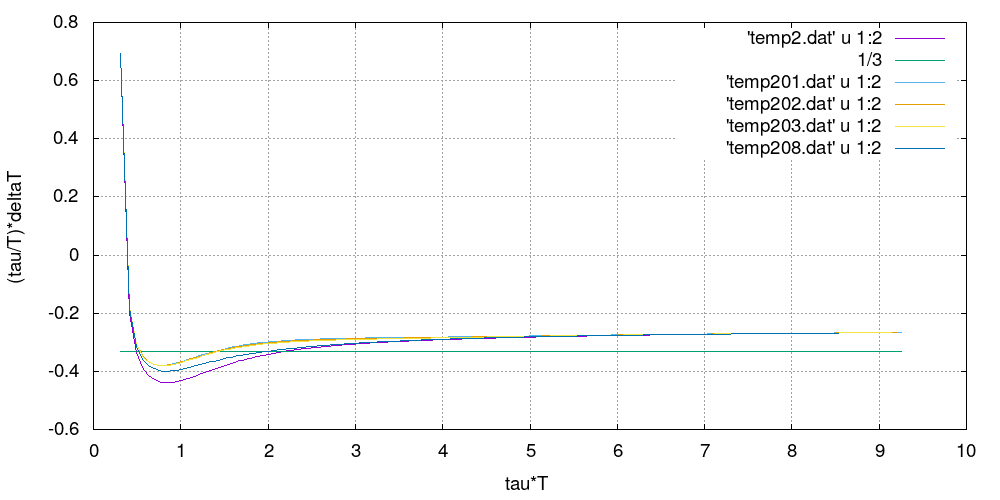 0.8
0.6
0.4
0.2
0
-0.2
-0.4
-0.6
(tau/T)*deltaT
'temp2.dat' u 1:2
1/3
'temp201.dat' u 1:2
'temp202.dat' u 1:2
'temp203.dat' u 1:2
'temp208.dat' u 1:2
0 1 2 3 4 5 6 7 8 9 10
tau*T